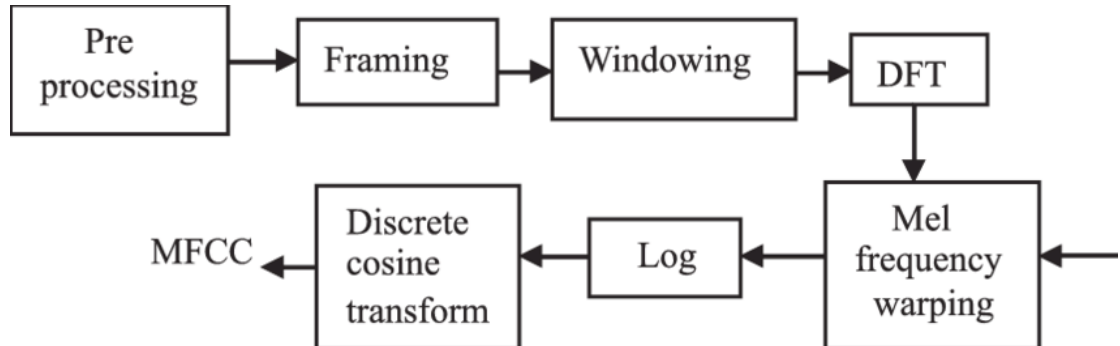 Pre
processing
Framing
Windowing
DFT
Mel
frequency
warping
Log
Discrete
cosine
transform
MFCC